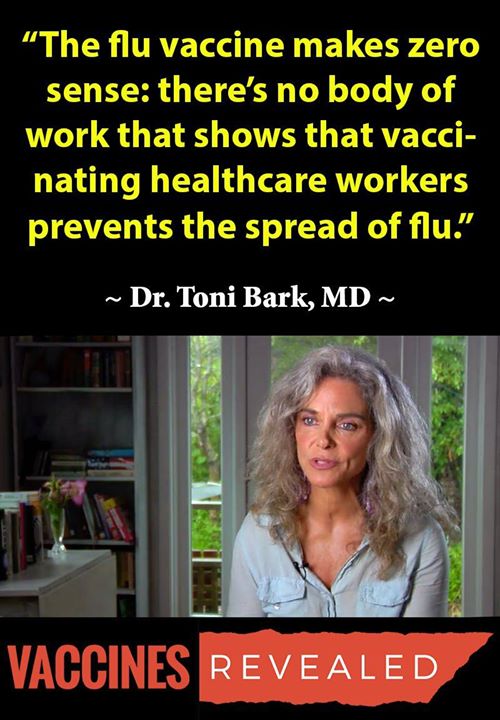 “The flu vaccine makes zero
sense: there’s no body of
work that shows that vacci-
nating healthcare workers
prevents the spread of flu.”
~ Dr. Toni Bark, MD ~
VACCINES REVEALED